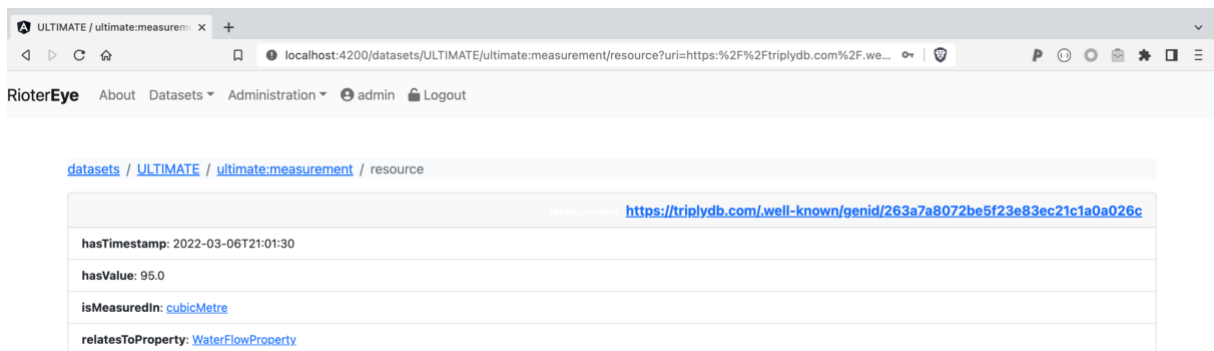 ULTIMATE / ultimate:measurem
localhost:4200/datasets/ULTIMATE/ultimate:measurement/resource?uri=https:%2F%2Ftriplydb.com%2F.we...
RioterEye About Datasets Administration admin Logout
datasets / ULTIMATE / ultimate:measurement / resource
https://triplydb.com/.well-known/genid/263a7a8072be5f23e83ec21c1a0a026c
hasTimestamp: 2022-03-06T21:01:30
hasValue: 95.0
isMeasuredIn: cubicMetre
relatesToProperty: WaterFlowProperty